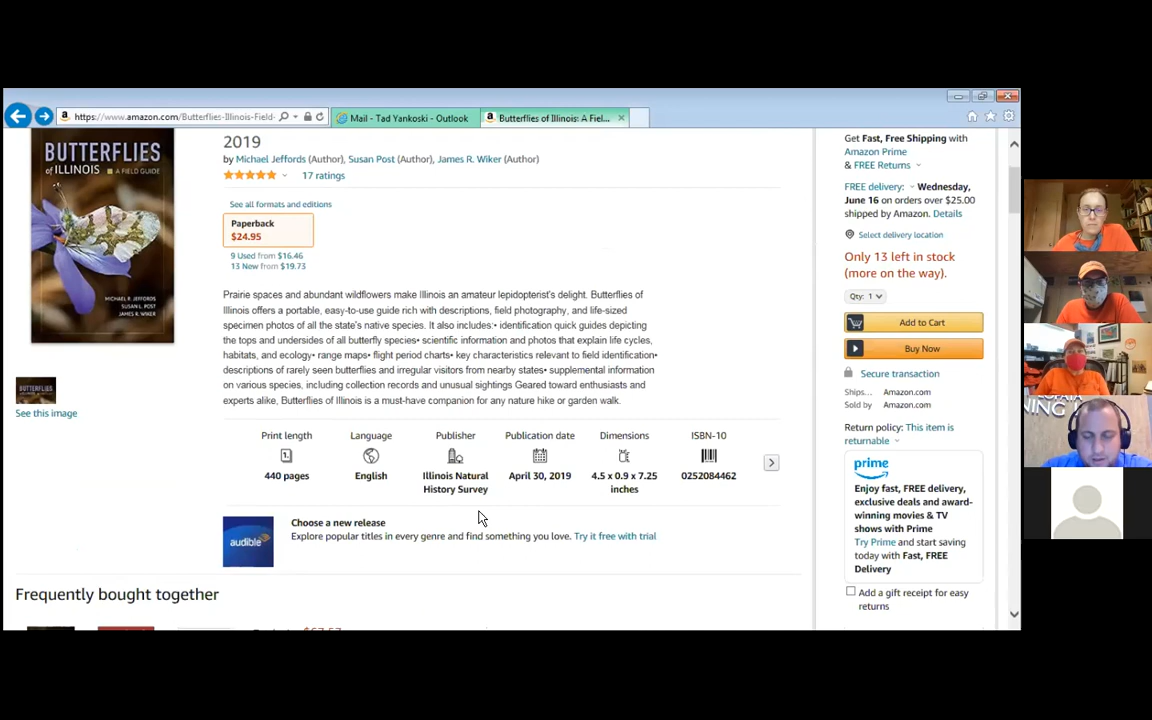 https://www.amazon.com/Butterflies-Illinois-Field-
Mail - Tad Yankoski - Outlook
Butterflies of Illinois: A Fiel...
BUTTERFLIES
of ILLINOIS A FIELD GUIDE
MICHAEL R. JEFFORDS
SUSAN L. POST
JAMES R. WIKER
See this image
2019
by Michael Jeffords (Author), Susan Post (Author), James R. Wiker (Author)
17 ratings
See all formats and editions
Paperback
$24.95
9 Used from $16.46
13 New from $19.73
Prairie spaces and abundant wildflowers make Illinois an amateur lepidopterist's delight. Butterflies of
Illinois offers a portable, easy-to-use guide rich with descriptions, field photography, and life-sized
specimen photos of all the state's native species. It also includes:• identification quick guides depicting
the tops and undersides of all butterfly species• scientific information and photos that explain life cycles,
habitats, and ecology• range maps• flight period charts• key characteristics relevant to field identification•
descriptions of rarely seen butterflies and irregular visitors from nearby states• supplemental information
on various species, including collection records and unusual sightings Geared toward enthusiasts and
experts alike, Butterflies of Illinois is a must-have companion for any nature hike or garden walk.
Print length
440 pages
Language
English
Publisher
Illinois Natural
History Survey
Publication date
April 30, 2019
Dimensions
4.5 x 0.9 x 7.25
inches
ISBN-10
0252084462
audible
Choose a new release
Explore popular titles in every genre and find something you love. Try it free with trial
Frequently bought together
Get Fast, Free Shipping with
Amazon Prime
& FREE Returns
FREE delivery: Wednesday,
June 16 on orders over $25.00
shipped by Amazon. Details
Select delivery location
Only 13 left in stock
(more on the way).
Qty: 1
Add to Cart
Buy Now
Secure transaction
Ships... Amazon.com
Sold by Amazon.com
Return policy: This item is
returnable
prime
Enjoy fast, FREE delivery,
exclusive deals and award-
winning movies & TV
shows with Prime
Try Prime and start saving
today with Fast, FREE
Delivery
Add a gift receipt for easy
returns